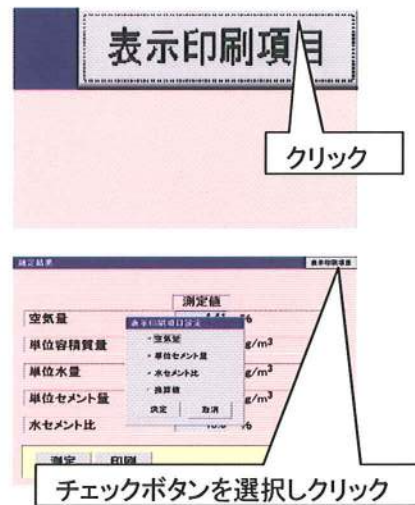 表示印刷項目
クリック
測定結果
表示印刷項目
測定値
空気量
%
表示印刷項目設定
空気量
単位容積質量
g/m³
単位セメント量
単位水量
水セメント比
g/m³
換算値
単位セメント量
g/m³
決定
取消
水セメント比
%
測定
印刷
チェックボタンを選択しクリック